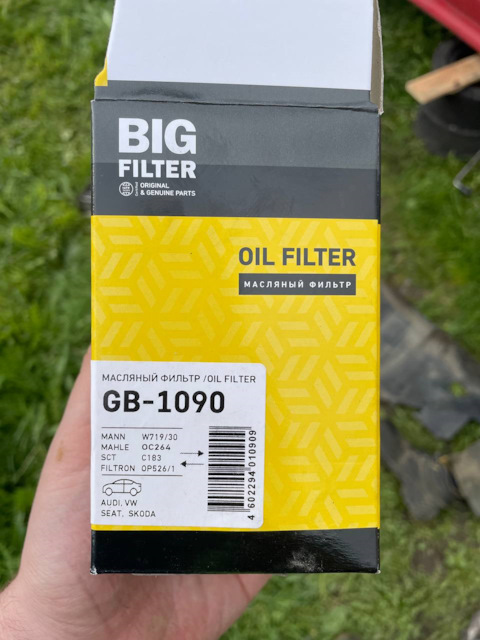 BIG
FILTER
ORIGINAL
& GENUINE PARTS
OIL FILTER
МАСЛЯНЫЙ ФИЛЬТР
МАСЛЯНЫЙ ФИЛЬТР /OIL FILTER
GB-1090
MANN W719/30
MAHLE OC264
SCT C183
FILTRON OP526/1
4 602294 010909
AUDI, VW
SEAT, SKODA